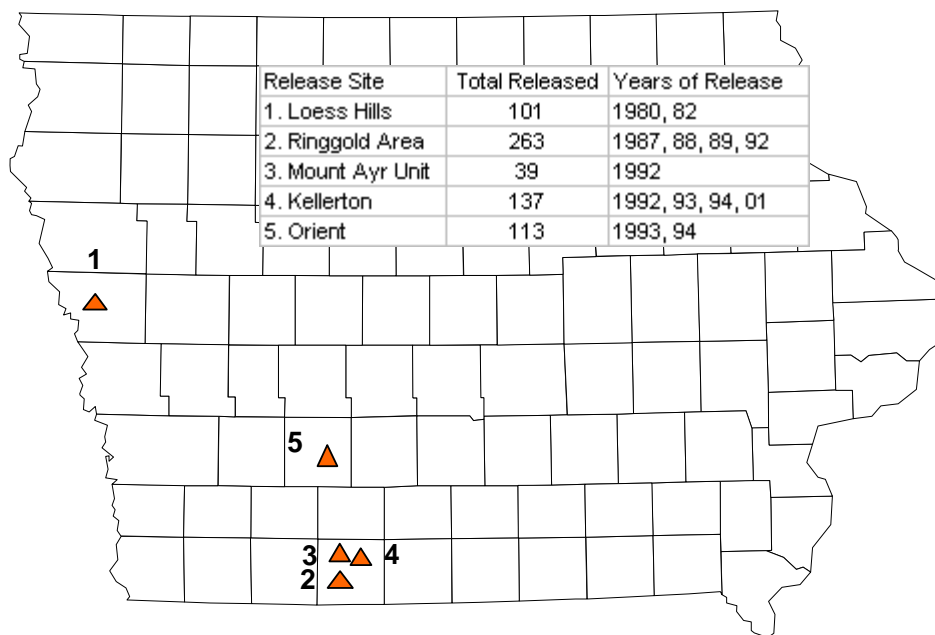 Release Site Total Released Years of Release
1. Loess Hills 101 1980, 82
2. Ringgold Area 263 1987, 88, 89, 92
3. Mount Ayr Unit 39 1992
4. Kellerton 137 1992, 93, 94, 01
5. Orient 113 1993, 94
1
5
3 4
2